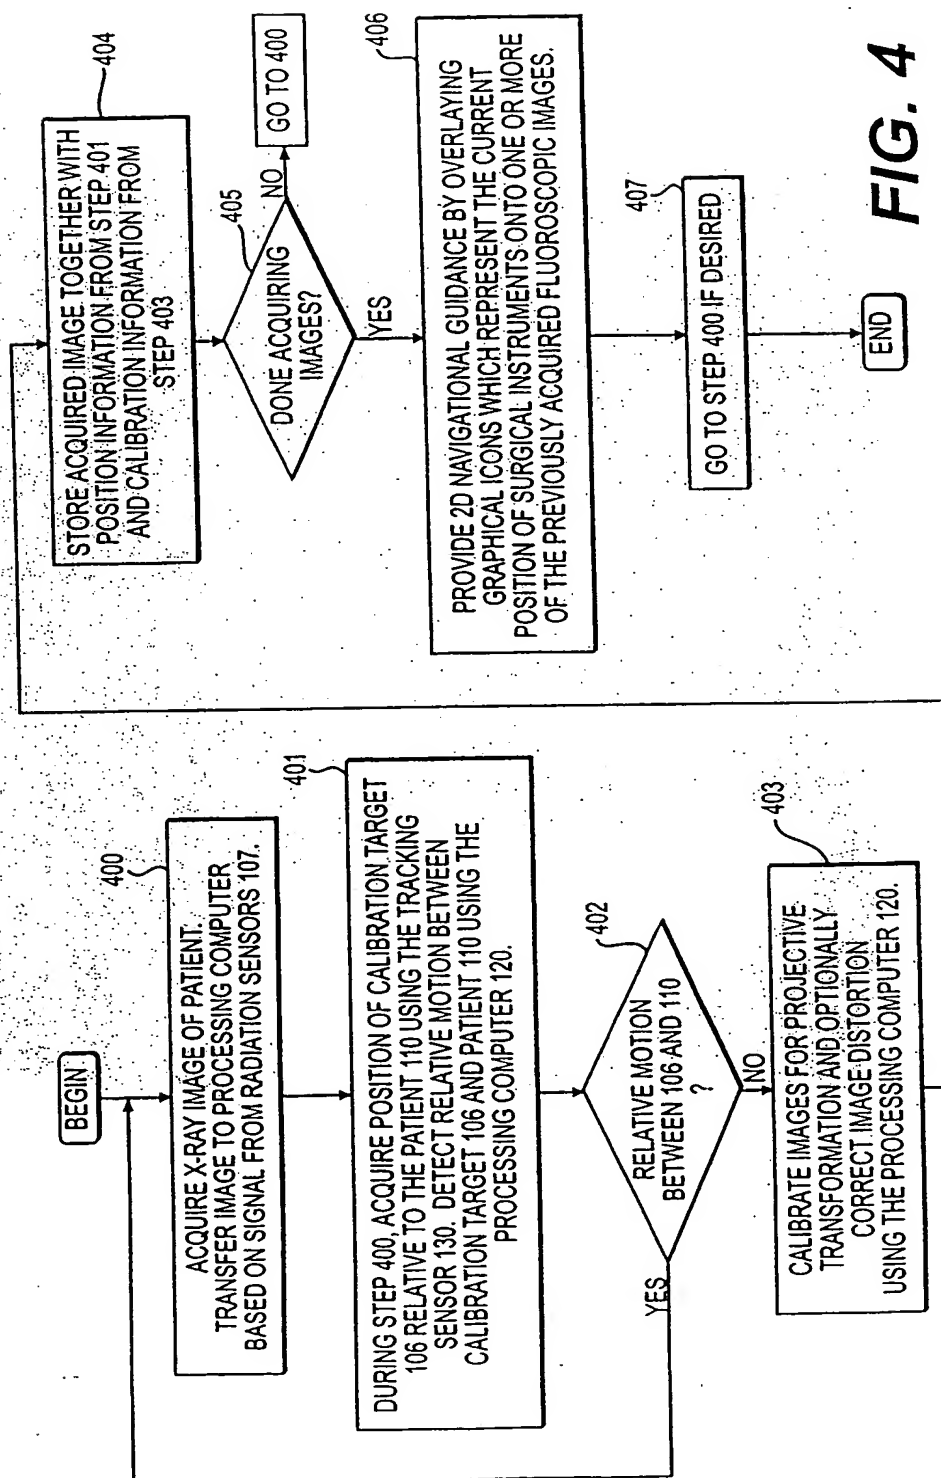 BEGIN
400
ACQUIRE X-RAY IMAGE OF PATIENT.
TRANSFER IMAGE TO PROCESSING COMPUTER
BASED ON SIGNAL FROM RADIATION SENSORS 107.
401
DURING STEP 400, ACQUIRE POSITION OF CALIBRATION TARGET
106 RELATIVE TO THE PATIENT 110 USING THE TRACKING
SENSOR 130. DETECT RELATIVE MOTION BETWEEN
CALIBRATION TARGET 106 AND PATIENT 110 USING THE
PROCESSING COMPUTER 120.
402
RELATIVE MOTION
BETWEEN 106 AND 110
?
YES
NO
403
CALIBRATE IMAGES FOR PROJECTIVE
TRANSFORMATION AND OPTIONALLY
CORRECT IMAGE DISTORTION
USING THE PROCESSING COMPUTER 120.
404
STORE ACQUIRED IMAGE TOGETHER WITH
POSITION INFORMATION FROM STEP 401
AND CALIBRATION INFORMATION FROM
STEP 403
405
DONE ACQUIRING
IMAGES?
NO
GO TO 400
YES
406
PROVIDE 2D NAVIGATIONAL GUIDANCE BY OVERLAYING
GRAPHICAL ICONS WHICH REPRESENT THE CURRENT
POSITION OF SURGICAL INSTRUMENTS ONTO ONE OR MORE
OF THE PREVIOUSLY ACQUIRED FLUOROSCOPIC IMAGES.
407
GO TO STEP 400 IF DESIRED
END
FIG. 4